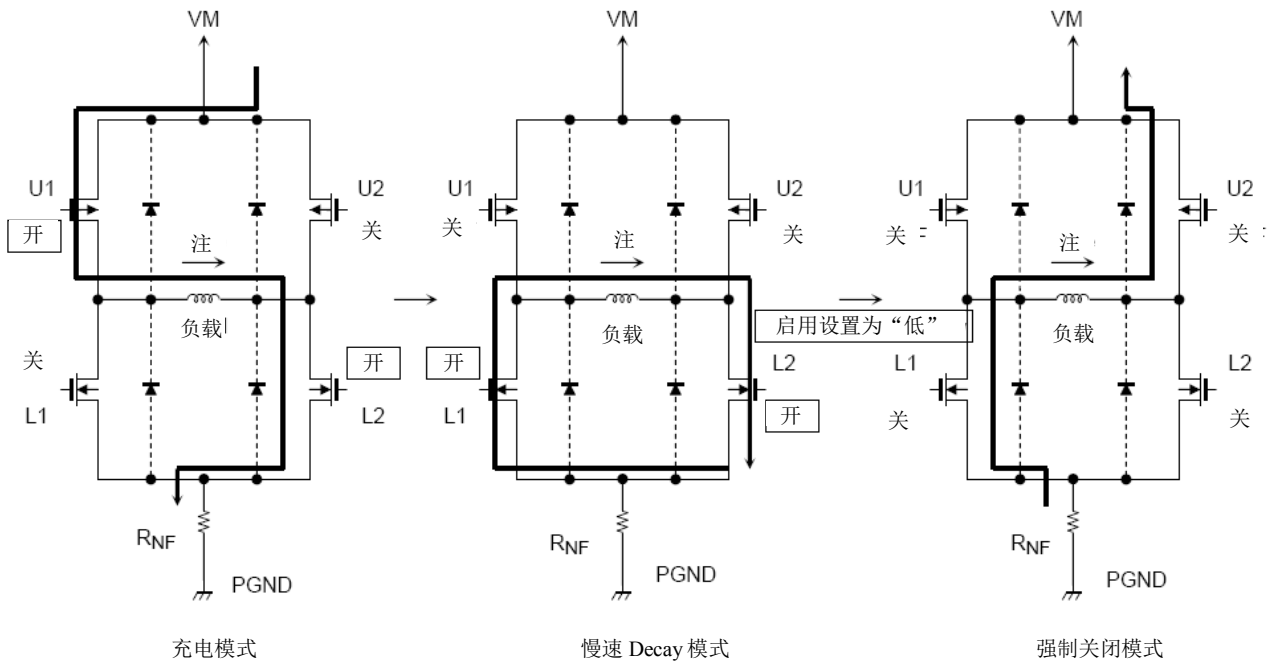 VM
U1
开
U2
关
注
负载
关
L1
开
L2
RNF
PGND
充电模式
VM
U1
关
U2
关
注
负载
开
L1
L2
开
RNF
PGND
慢速 Decay 模式
启用设置为“低”
VM
U1
关
U2
关
注
负载
L1
关
L2
关
RNF
PGND
强制关闭模式